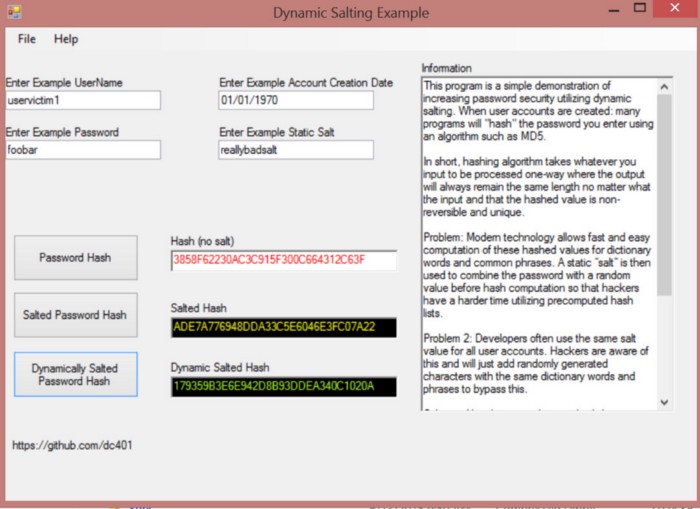 Dynamic Salting Example
File Help
Enter Example UserName
uservictim1
Enter Example Account Creation Date
01/01/1970
Enter Example Password
foobar
Enter Example Static Salt
reallybadsalt
Password Hash
Hash (no salt)
3858F62230AC3C915F300C664312C63F
Salted Password Hash
Salted Hash
ADE7A776948DDA33C5E6046E3FC07A22
Dynamically Salted
Password Hash
Dynamic Salted Hash
179359B3E6E942D8B93DDEA340C1020A
https://github.com/dc401
Information
This program is a simple demonstration of
increasing password security utilizing dynamic
salting. When user accounts are created: many
programs will "hash" the password you enter using
an algorithm such as MD5.
In short, hashing algorithm takes whatever you
input to be processed one-way where the output
will always remain the same length no matter what
the input and that the hashed value is non-
reversible and unique.
Problem: Modern technology allows fast and easy
computation of these hashed values for dictionary
words and common phrases. A static "salt" is then
used to combine the password with a random
value before hash computation so that hackers
have a harder time utilizing precomputed hash
lists.
Problem 2: Developers often use the same salt
value for all user accounts. Hackers are aware of
this and will just add randomly generated
characters with the same dictionary words and
phrases to bypass this.